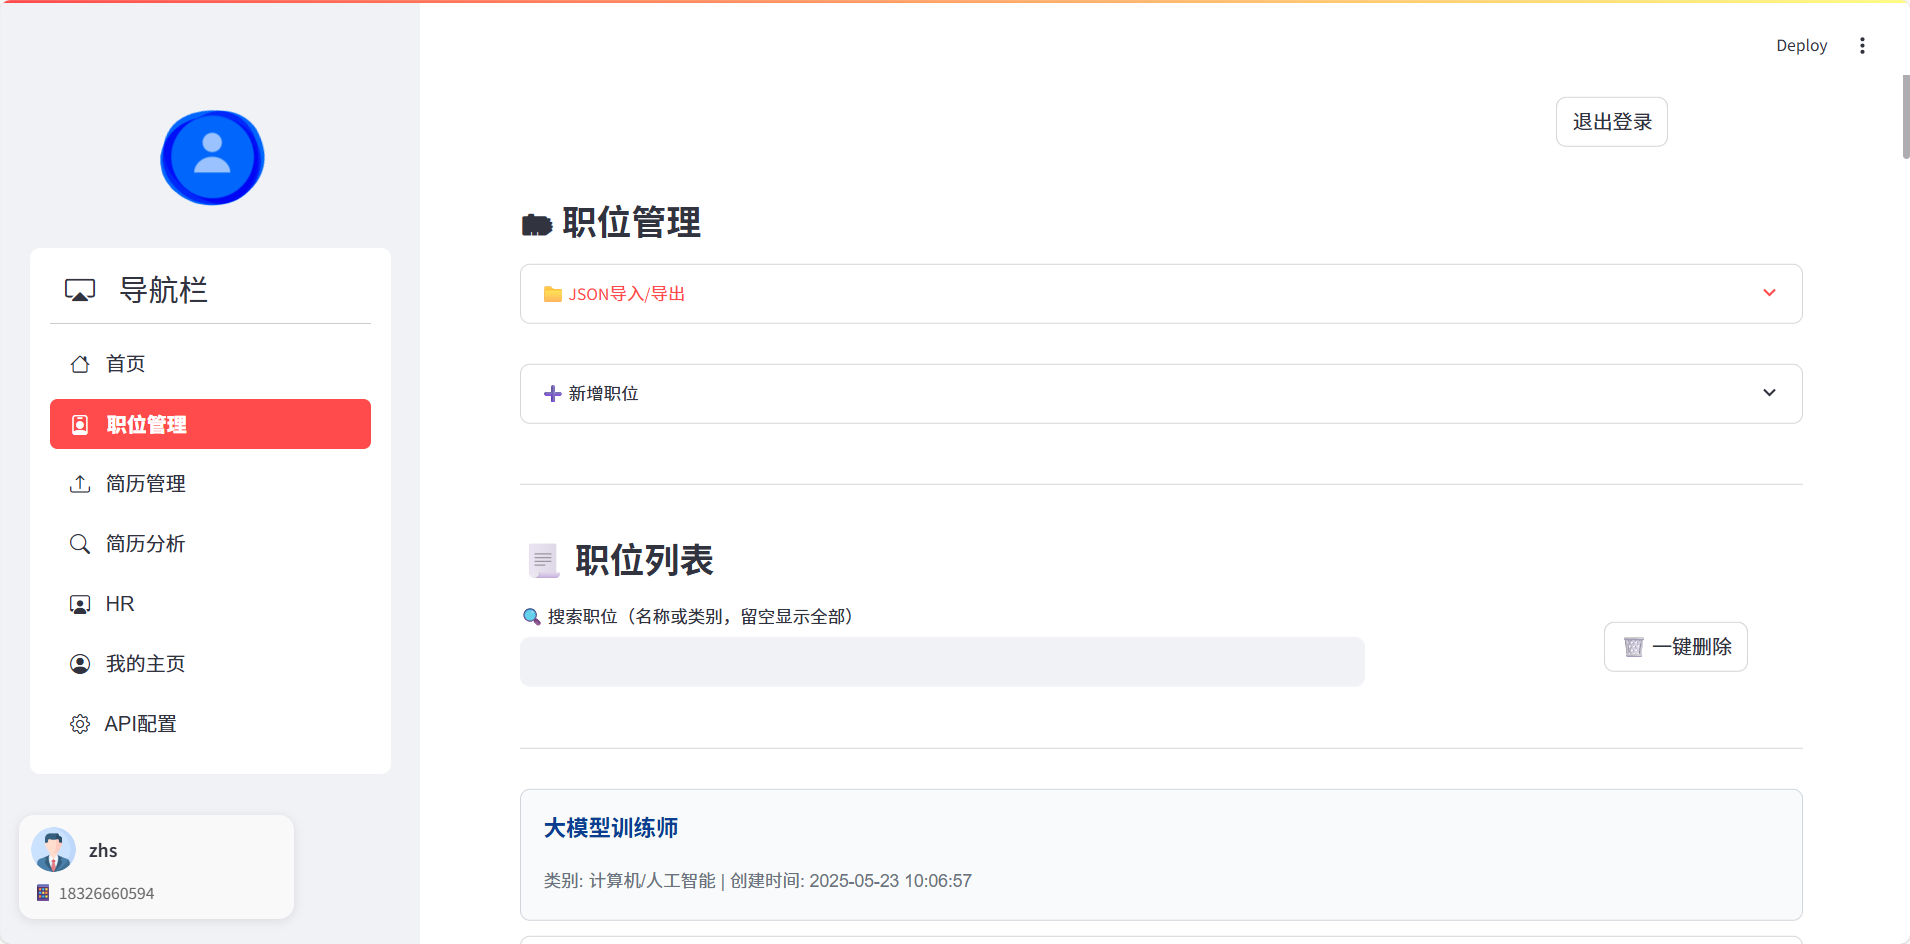 Deploy
退出登录
导航栏
首页
职位管理
简历管理
简历分析
HR
我的主页
API配置
zhs
18326660594
职位管理
JSON导入/导出
新增职位
职位列表
搜索职位（名称或类别，留空显示全部）
一键删除
大模型训练师
类别: 计算机/人工智能 | 创建时间: 2025-05-23 10:06:57